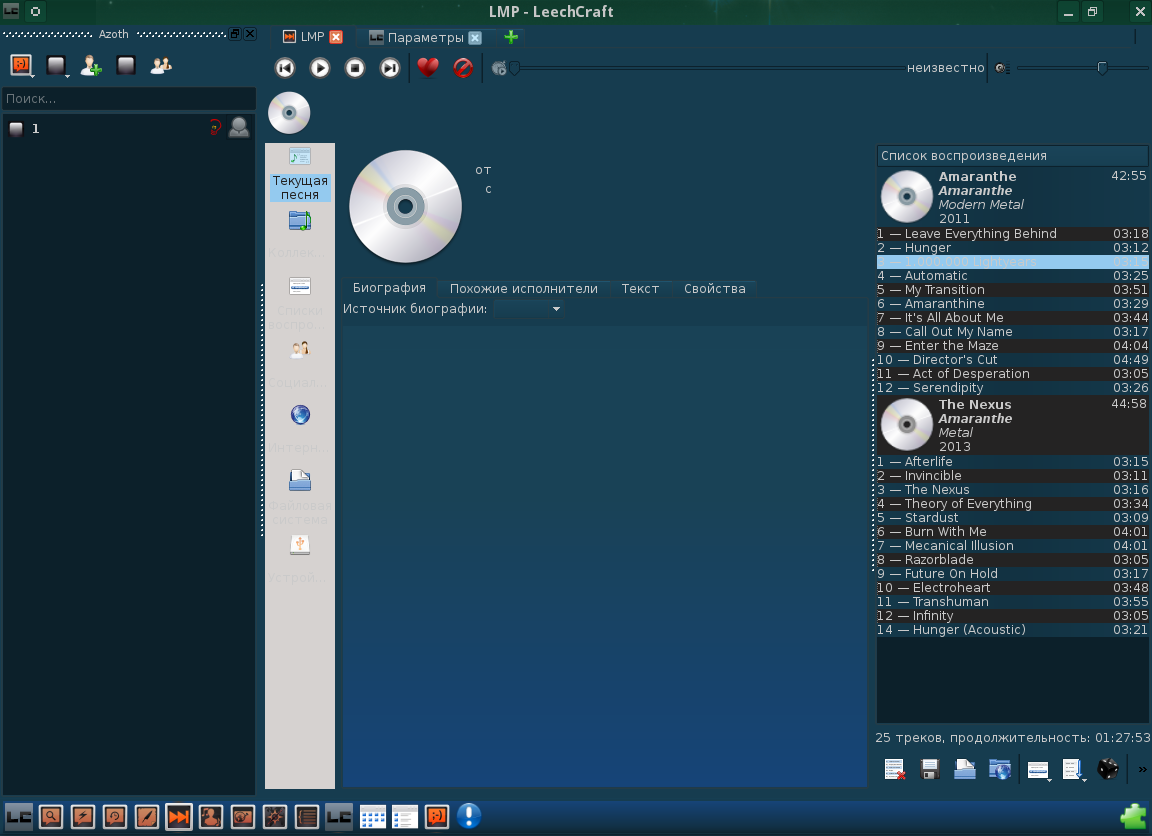 LMP - LeechCraft
Azoth
LMP
Параметры
Поиск...
1
неизвестно
Текущая
песня
Коллек...
Списки
воспро...
Социал...
Интерн...
Файловая
система
Устрой...
от
с
Биография
Похожие исполнители
Текст
Свойства
Источник биографии:
Список воспроизведения
Amaranthe 42:55
Amaranthe
Modern Metal
2011
1 — Leave Everything Behind 03:18
2 — Hunger 03:12
3 — 1.000.000 Lightyears 03:15
4 — Automatic 03:25
5 — My Transition 03:51
6 — Amaranthine 03:29
7 — It's All About Me 03:44
8 — Call Out My Name 03:17
9 — Enter the Maze 04:04
10 — Director's Cut 04:49
11 — Act of Desperation 03:05
12 — Serendipity 03:26
The Nexus 44:58
Amaranthe
Metal
2013
1 — Afterlife 03:15
2 — Invincible 03:11
3 — The Nexus 03:16
4 — Theory of Everything 03:34
5 — Stardust 03:09
6 — Burn With Me 04:01
7 — Mecanical Illusion 04:01
8 — Razorblade 03:05
9 — Future On Hold 03:17
10 — Electroheart 03:48
11 — Transhuman 03:55
12 — Infinity 03:05
14 — Hunger (Acoustic) 03:21
25 треков, продолжительность: 01:27:53